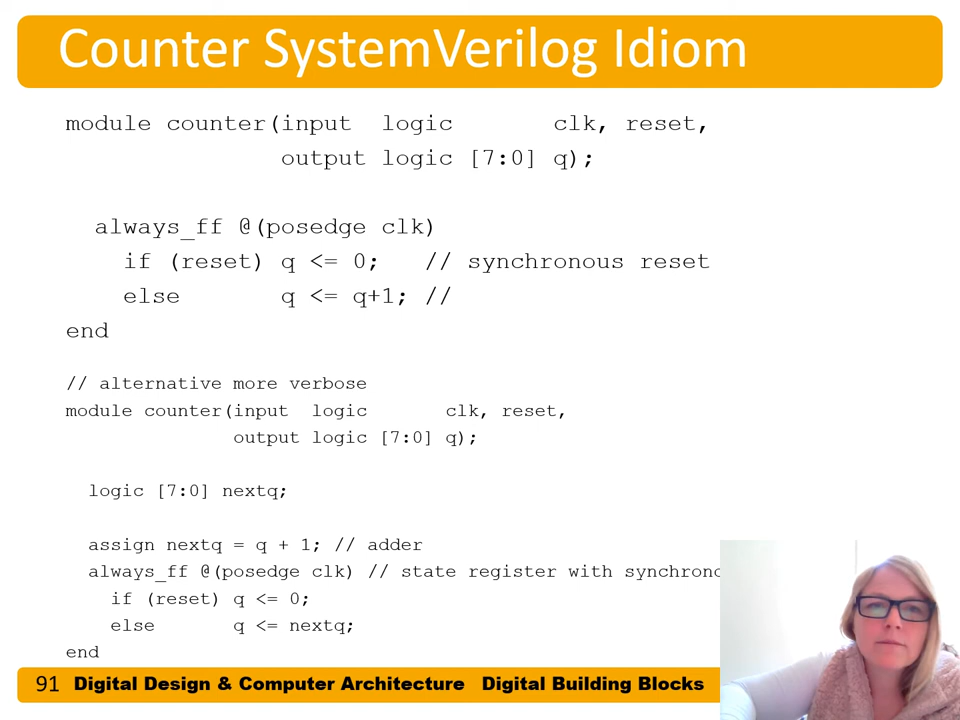 Counter SystemVerilog Idiom
module counter(input  logic       clk, reset,
               output logic [7:0] q);
  always_ff @(posedge clk)
    if (reset) q <= 0;   // synchronous reset
    else       q <= q+1; //
end
// alternative more verbose
module counter(input  logic       clk, reset,
               output logic [7:0] q);
  logic [7:0] nextq;
  assign nextq = q + 1; // adder
  always_ff @(posedge clk) // state register with
    if (reset) q <= 0;
    else       q <= nextq;
end
91 Digital Design & Computer Architecture Digital Building Blocks